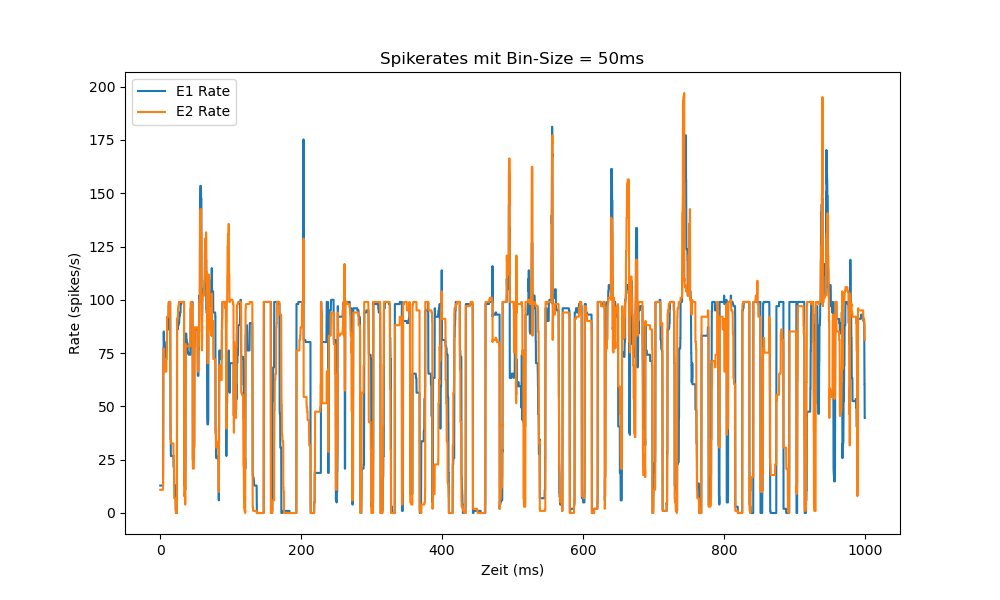 Spikerates mit Bin-Size = 50ms
E1 Rate
E2 Rate
Rate (spikes/s)
200
175
150
125
100
75
50
25
0
0 200 400 600 800 1000
Zeit (ms)